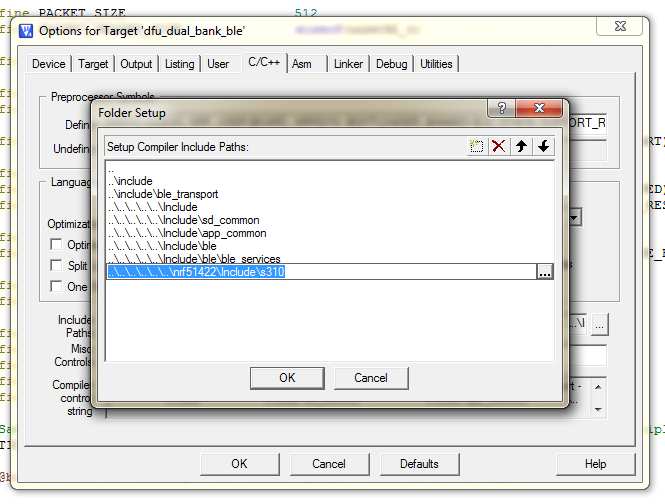 fine PACKET_SIZE 512
Options for Target 'dfu_dual_bank_ble'
Device Target Output Listing User C/C++ Asm Linker Debug Utilities
Preprocessor Symbols
Folder Setup
Setup Compiler Include Paths:
..
..\include
..\include\ble_transport
..\..\..\..\..\Include
..\..\..\..\..\Include\sd_common
..\..\..\..\..\Include\app_common
..\..\..\..\..\Include\ble
..\..\..\..\..\Include\ble\ble_services
..\..\..\..\..\..\nrf51422\Include\s310
...
OK Cancel
Define
ORT_R
Undefin
Languag
Optimizat
Optim
Split
One
Include
Paths
..\I
...
Misc
Controls
Compiler
control
string
OK Cancel Defaults Help